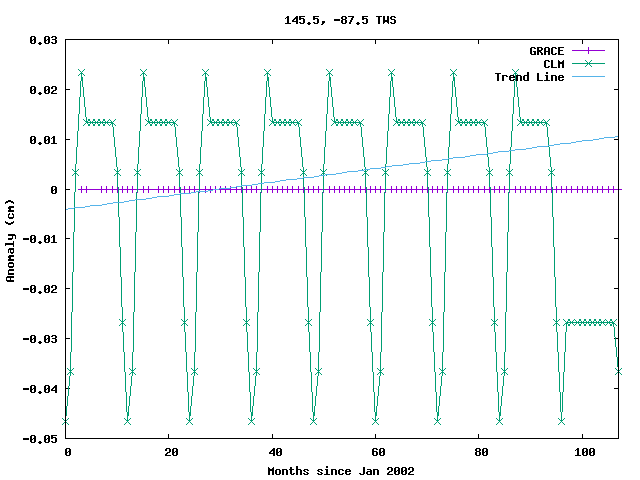 145.5, -87.5 TWS
GRACE
CLM
Trend Line
0.03
0.02
0.01
0
-0.01
-0.02
-0.03
-0.04
-0.05
Anomaly (cm)
0 20 40 60 80 100
Months since Jan 2002